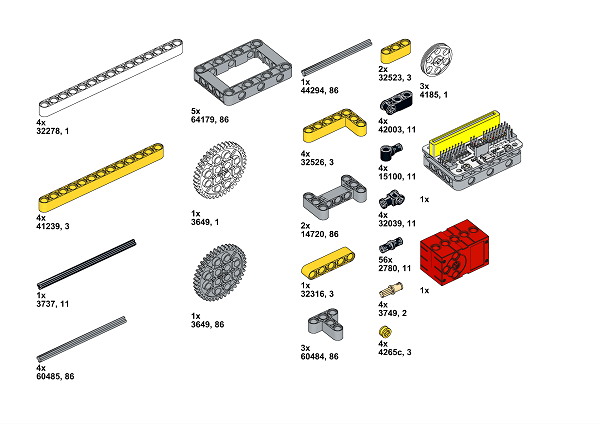 4x
32278, 1
4x
41239, 3
1x
3737, 11
4x
60485, 86
5x
64179, 86
1x
3649, 1
1x
3649, 86
1x
44294, 86
4x
32526, 3
2x
14720, 86
1x
32316, 3
3x
60484, 86
2x
32523, 3
4x
42003, 11
4x
15100, 11
4x
32039, 11
56x
2780, 11
4x
3749, 2
4x
4265c, 3
3x
4185, 1
1x
1x